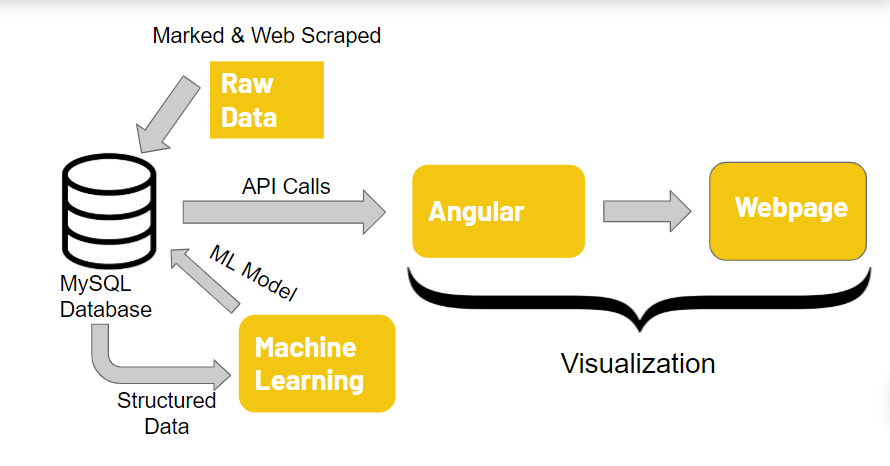 Marked & Web Scraped
Raw
Data
API Calls
Angular
Webpage
ML Model
MySQL
Database
Machine
Learning
Structured
Data
Visualization